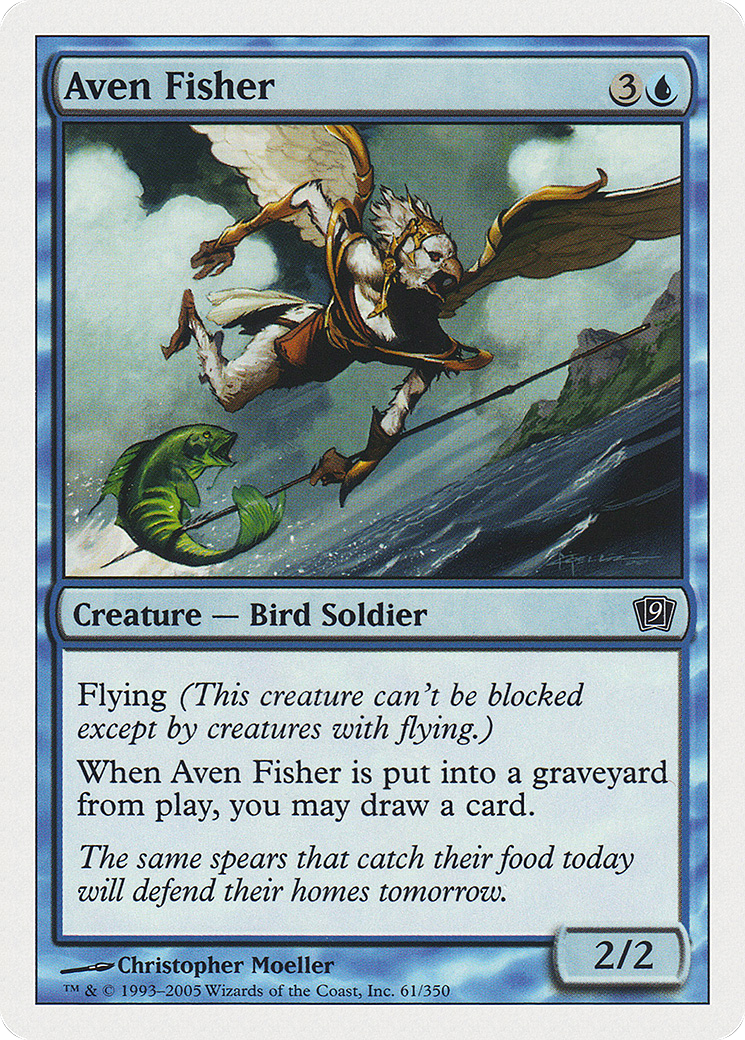 Aven Fisher 3
Creature — Bird Soldier 9
Flying (This creature can't be blocked
except by creatures with flying.)
When Aven Fisher is put into a graveyard
from play, you may draw a card.
The same spears that catch their food today
will defend their homes tomorrow.
2/2
Christopher Moeller
™ & © 1993–2005 Wizards of the Coast, Inc. 61/350